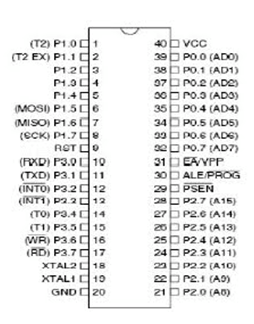 (T2) P1.0 1 40 VCC
(T2 EX) P1.1 2 39 P0.0 (AD0)
P1.2 3 38 P0.1 (AD1)
P1.3 4 37 P0.2 (AD2)
P1.4 5 36 P0.3 (AD3)
(MOSI) P1.5 6 35 P0.4 (AD4)
(MISO) P1.6 7 34 P0.5 (AD5)
(SCK) P1.7 8 33 P0.6 (AD6)
RST 9 32 P0.7 (AD7)
(RXD) P3.0 10 31 EA/VPP
(TXD) P3.1 11 30 ALE/PROG
(INT0) P3.2 12 29 PSEN
(INT1) P3.3 13 28 P2.7 (A15)
(T0) P3.4 14 27 P2.6 (A14)
(T1) P3.5 15 26 P2.5 (A13)
(WR) P3.6 16 25 P2.4 (A12)
(RD) P3.7 17 24 P2.3 (A11)
XTAL2 18 23 P2.2 (A10)
XTAL1 19 22 P2.1 (A9)
GND 20 21 P2.0 (A8)